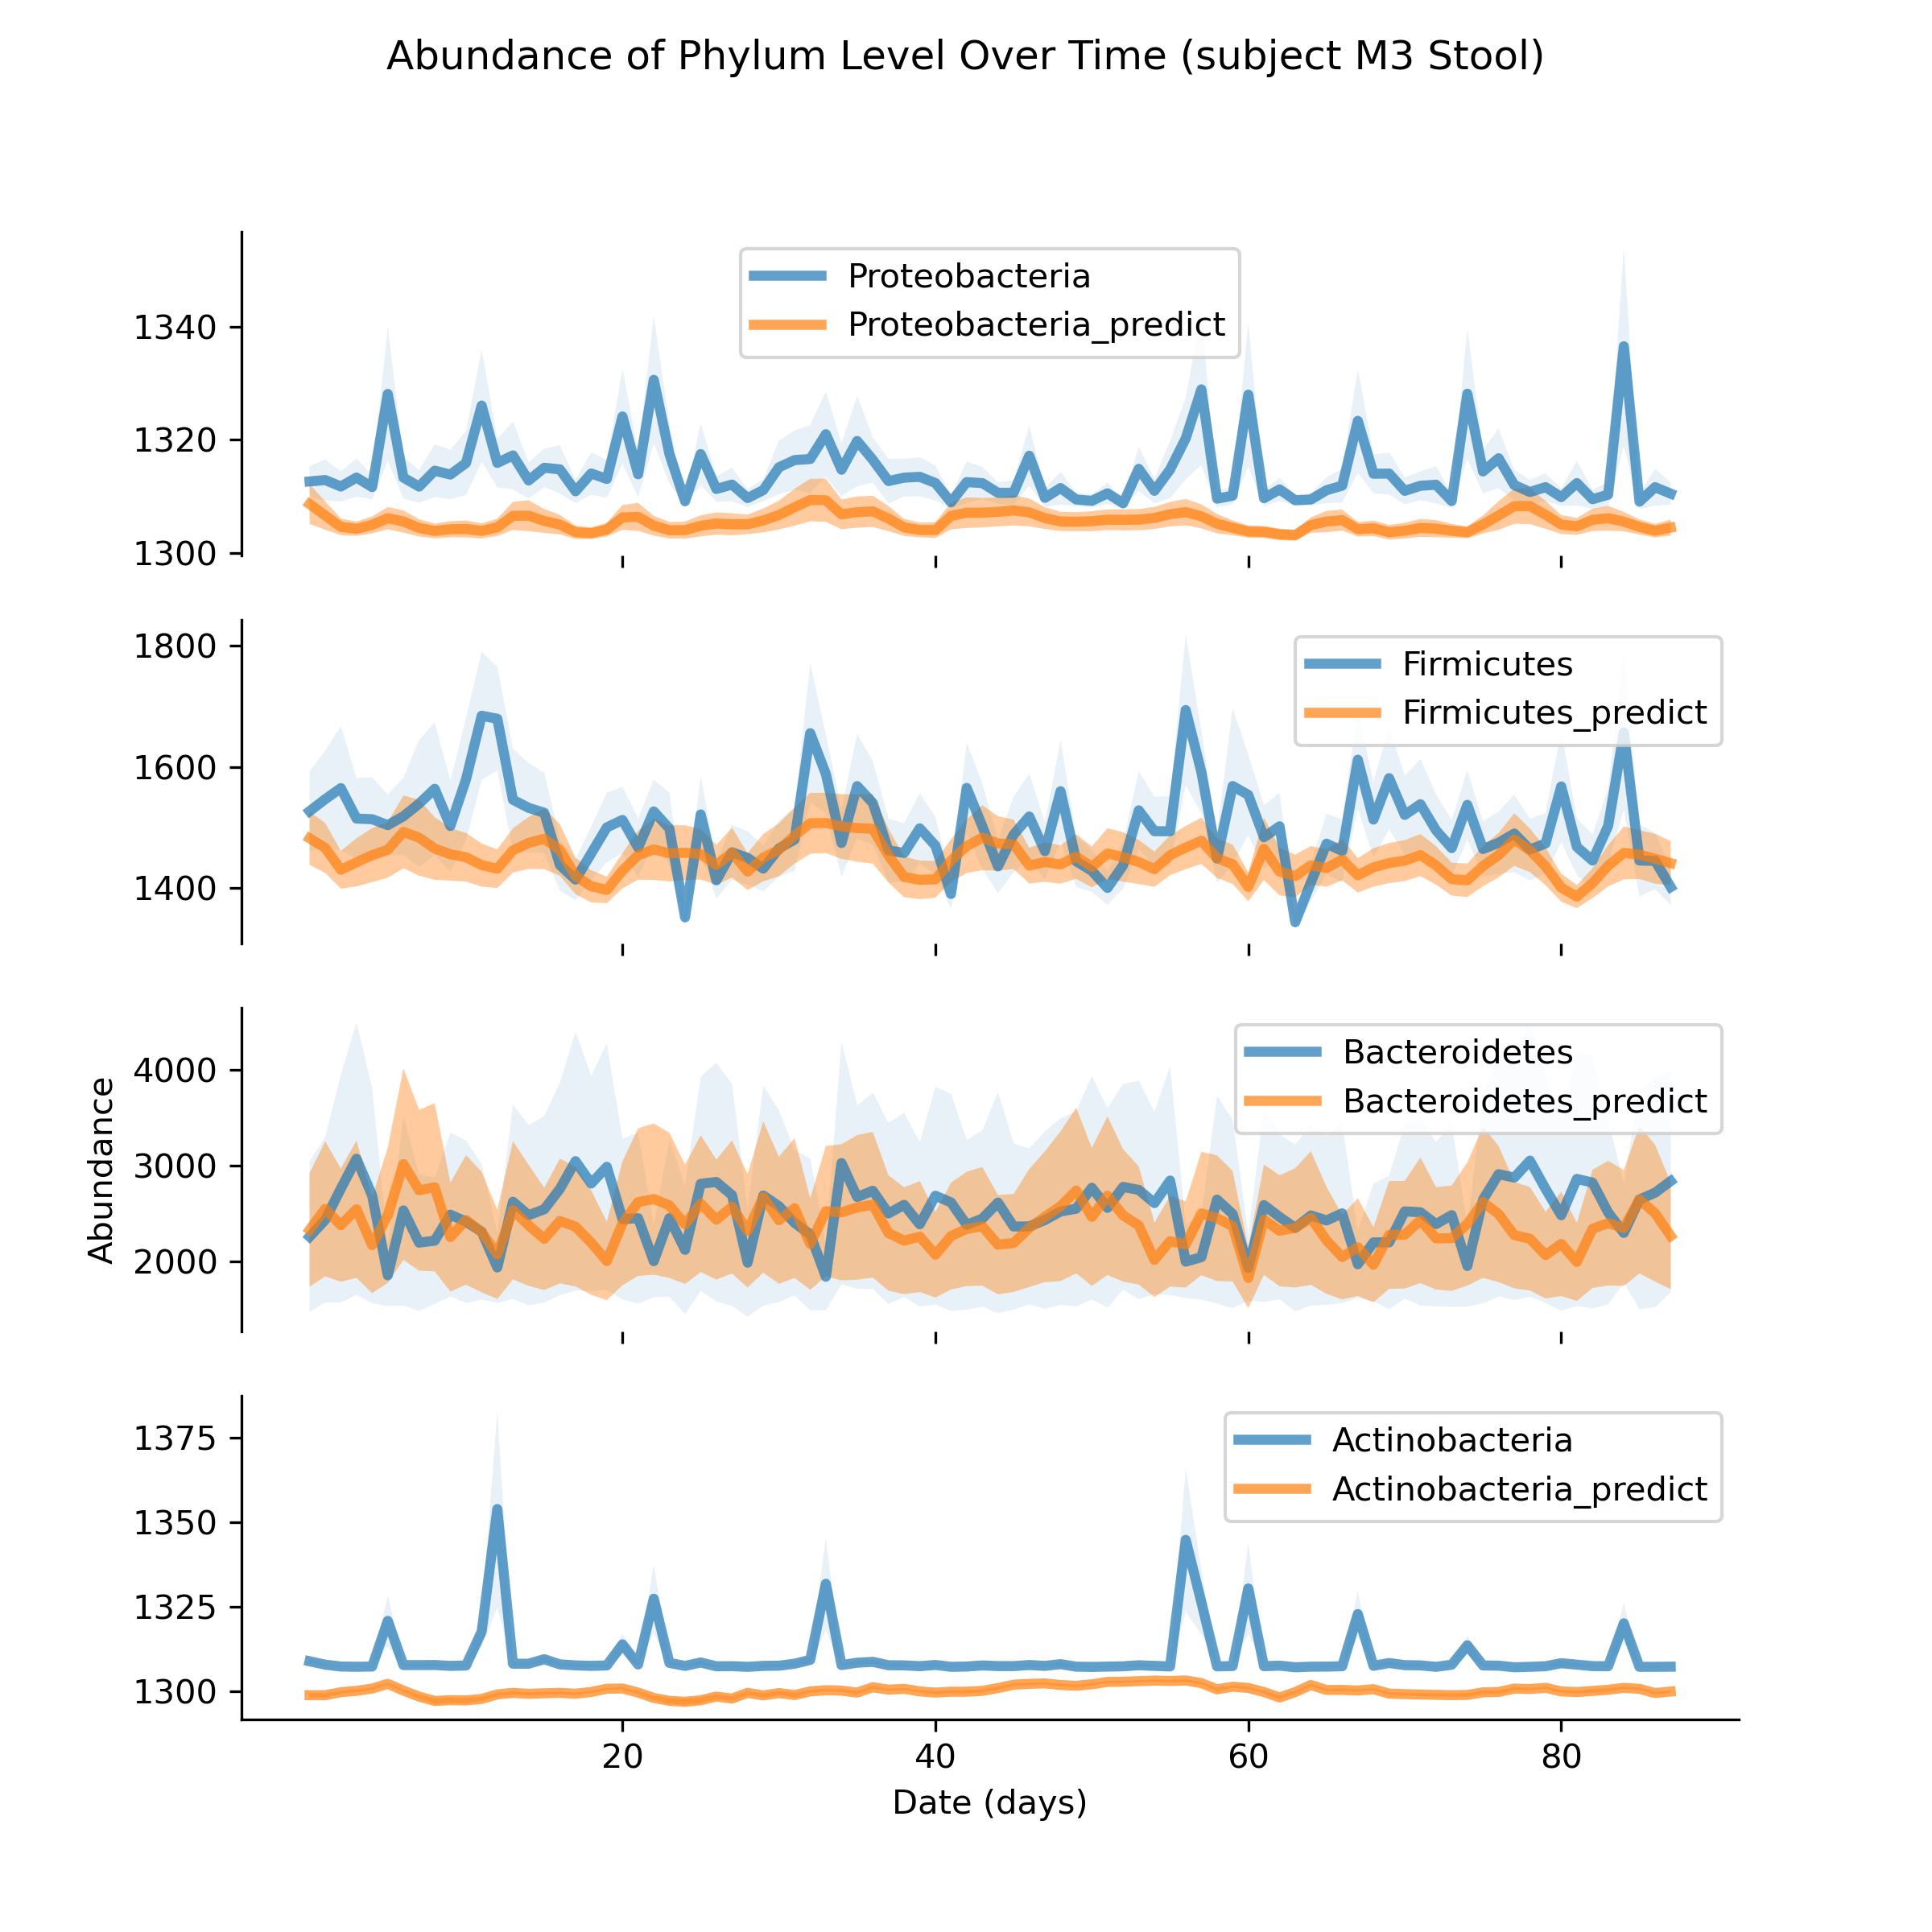 Abundance of Phylum Level Over Time (subject M3 Stool)
Proteobacteria
Proteobacteria_predict
1340
1320
1300
Firmicutes
Firmicutes_predict
1800
1600
1400
Bacteroidetes
Bacteroidetes_predict
4000
3000
2000
Abundance
Actinobacteria
Actinobacteria_predict
1375
1350
1325
1300
20 40 60 80
Date (days)